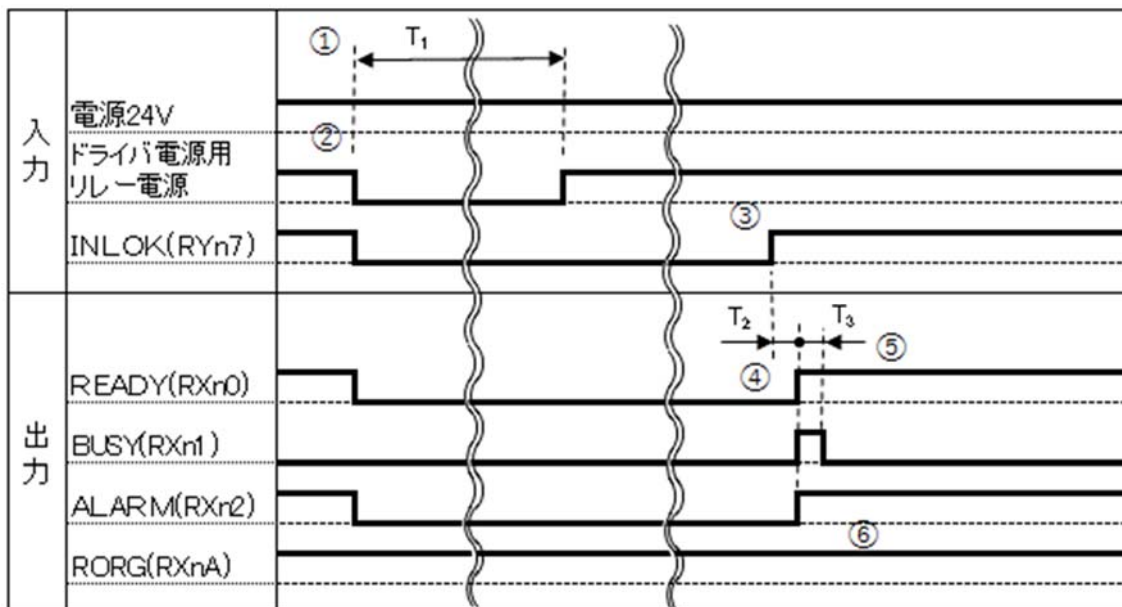 ① T₁
電源24V
②
ドライバ電源用
リレー電源
入力
③
INLOK(RYn7)
T₂ T₃
⑤
④
READY(RXn0)
BUSY(RXn1)
出力
ALARM(RXn2)
⑥
RORG(RXnA)